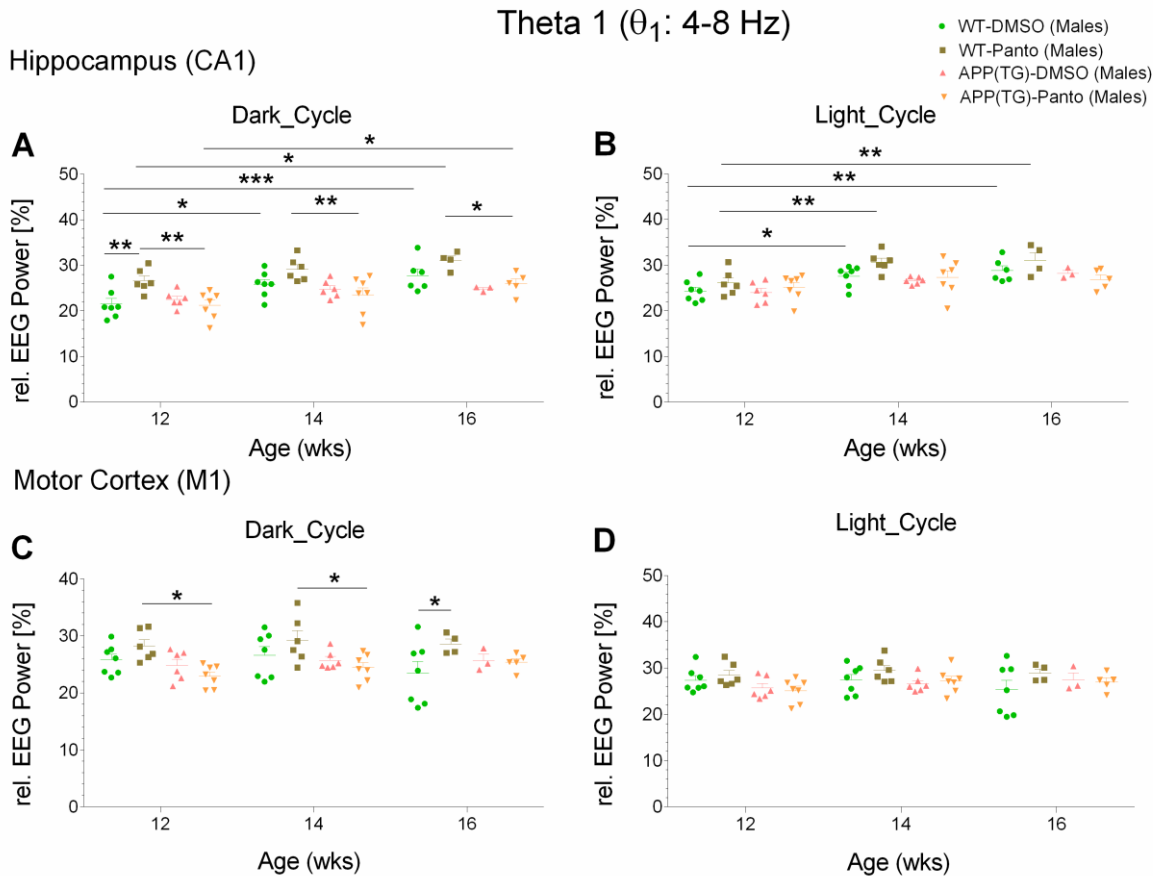 Theta 1 (θ1: 4-8 Hz)
WT-DMSO (Males)
WT-Panto (Males)
APP(TG)-DMSO (Males)
APP(TG)-Panto (Males)
Hippocampus (CA1)
A
Dark_Cycle
rel. EEG Power [%]
50
40
30
20
10
0
*
*
***
*
**
*
**
**
12
14
16
Age (wks)
B
Light_Cycle
rel. EEG Power [%]
50
40
30
20
10
0
**
**
**
*
12
14
16
Age (wks)
Motor Cortex (M1)
C
Dark_Cycle
rel. EEG Power [%]
40
30
20
10
0
*
*
*
12
14
16
Age (wks)
D
Light_Cycle
rel. EEG Power [%]
50
40
30
20
10
0
12
14
16
Age (wks)